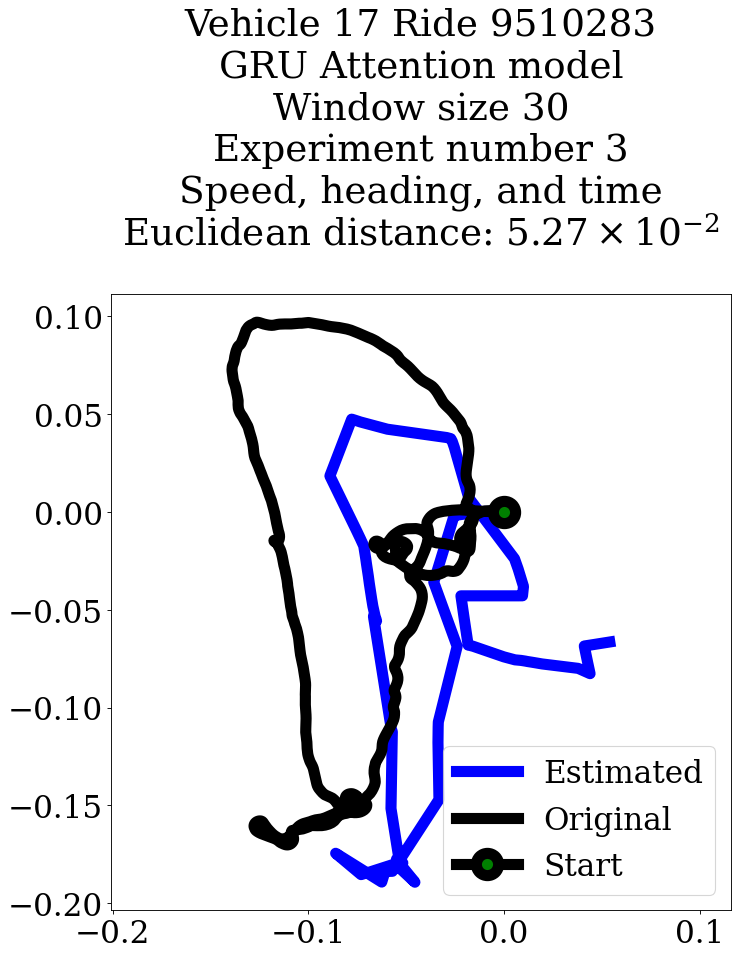 Vehicle 17 Ride 9510283
GRU Attention model
Window size 30
Experiment number 3
Speed, heading, and time
Euclidean distance: 5.27 × 10⁻²
0.10
0.05
0.00
−0.05
−0.10
−0.15
−0.20
−0.2
−0.1
0.0
0.1
Estimated
Original
Start